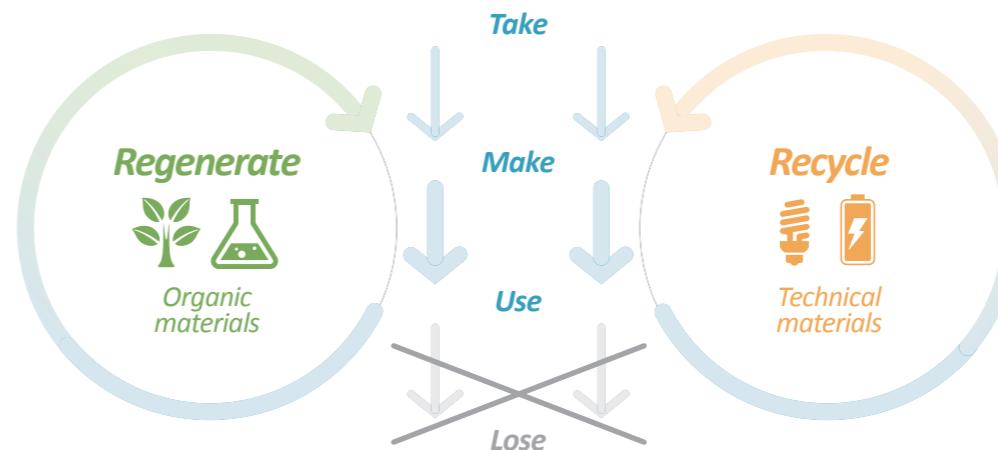 Take
Regenerate
Make
Recycle
Organic
materials
Use
Technical
materials
Lose